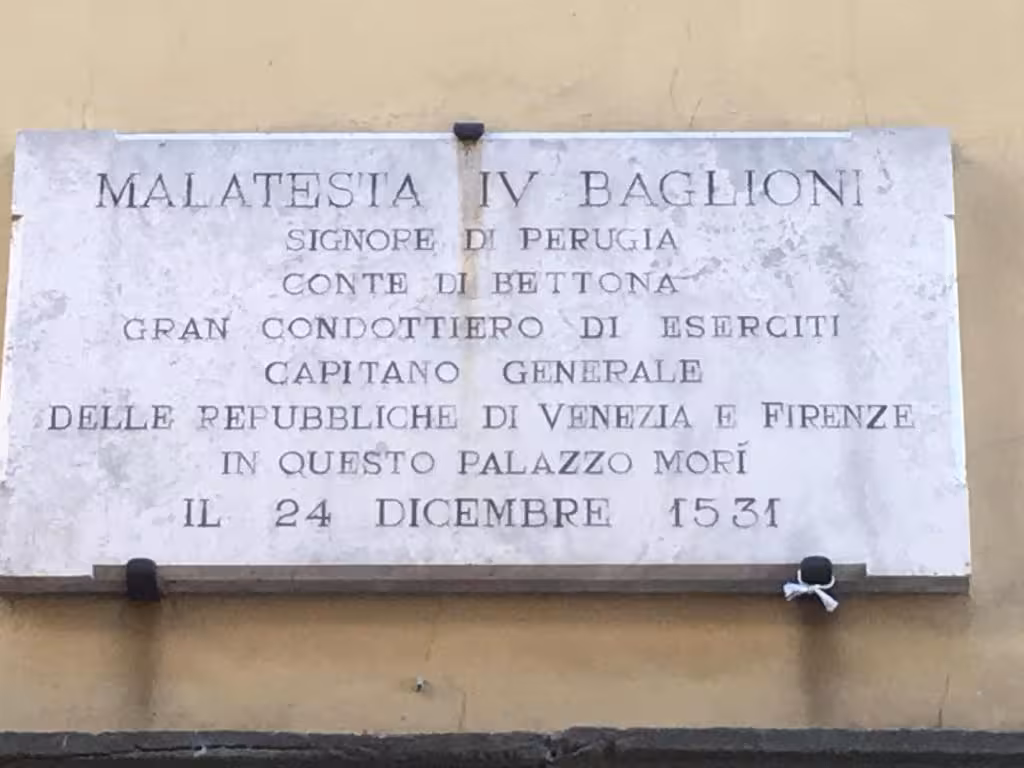 MALATESTA IV BAGLIONI
SIGNORE DI PERUGIA
CONTE DI BETTONA
GRAN CONDOTTIERO DI ESERCITI
CAPITANO GENERALE
DELLE REPUBBLICHE DI VENEZIA E FIRENZE
IN QUESTO PALAZZO MORÍ
IL 24 DICEMBRE 1531